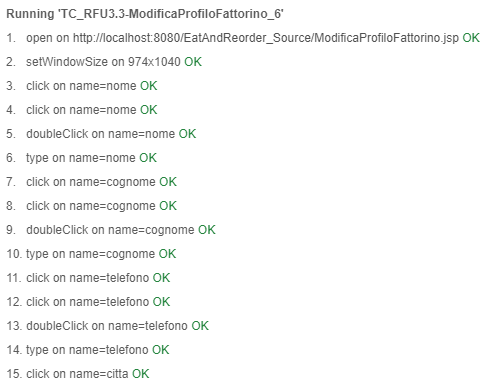 Running 'TC_RFU3.3-ModificaProfiloFattorino_6'
1. open on http://localhost:8080/EatAndReorder_Source/ModificaProfiloFattorino.jsp OK
2. setWindowSize on 974x1040 OK
3. click on name=nome OK
4. click on name=nome OK
5. doubleClick on name=nome OK
6. type on name=nome OK
7. click on name=cognome OK
8. click on name=cognome OK
9. doubleClick on name=cognome OK
10. type on name=cognome OK
11. click on name=telefono OK
12. click on name=telefono OK
13. doubleClick on name=telefono OK
14. type on name=telefono OK
15. click on name=citta OK